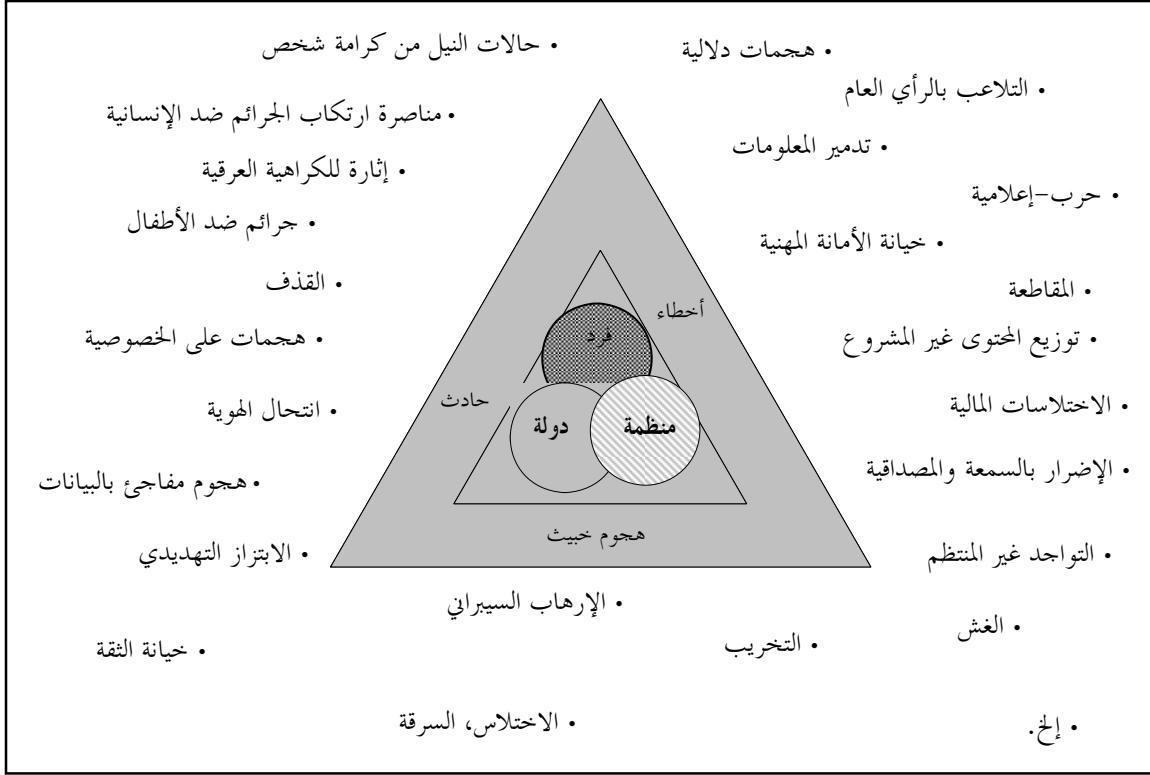 • هجمات دلالية
• حالات النيل من كرامة شخص
• التلاعب بالرأي العام
• مناصرة ارتكاب الجرائم ضد الإنسانية
• تدمير المعلومات
• إثارة للكراهية العرقية
• حرب–إعلامية
• جرائم ضد الأطفال
• خيانة الأمانة المهنية
• القذف
• المقاطعة
أخطاء
فرد
• توزيع المحتوى غير المشروع
• هجمات على الخصوصية
حادث
• الاختلاسات المالية
• انتحال الهوية
منظمة
دولة
• الإضرار بالسمعة والمصداقية
• هجوم مفاجئ بالبيانات
هجوم خبيث
• التواجد غير المنتظم
• الابتزاز التهديدي
• الإرهاب السيبراني
• الغش
• التخريب
• خيانة الثقة
• الاختلاس، السرقة
• إلخ.